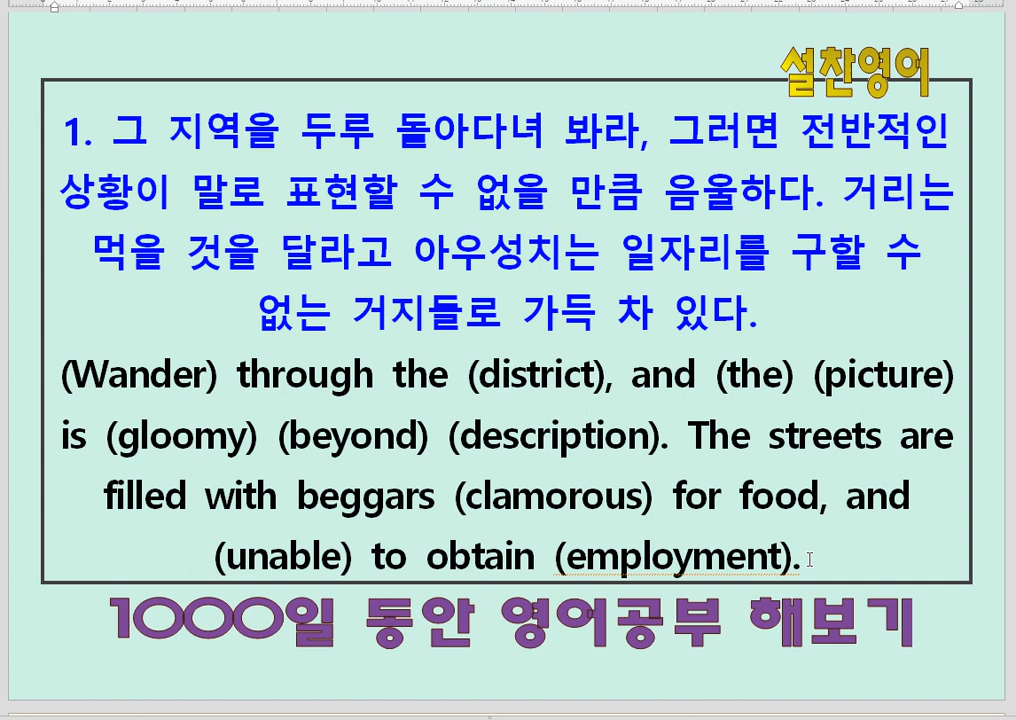 설찬영어
1. 그 지역을 두루 돌아다녀 봐라, 그러면 전반적인
상황이 말로 표현할 수 없을 만큼 음울하다. 거리는
먹을 것을 달라고 아우성치는 일자리를 구할 수
없는 거지들로 가득 차 있다.
(Wander) through the (district), and (the) (picture)
is (gloomy) (beyond) (description). The streets are
filled with beggars (clamorous) for food, and
(unable) to obtain (employment).
1000일 동안 영어공부 해보기